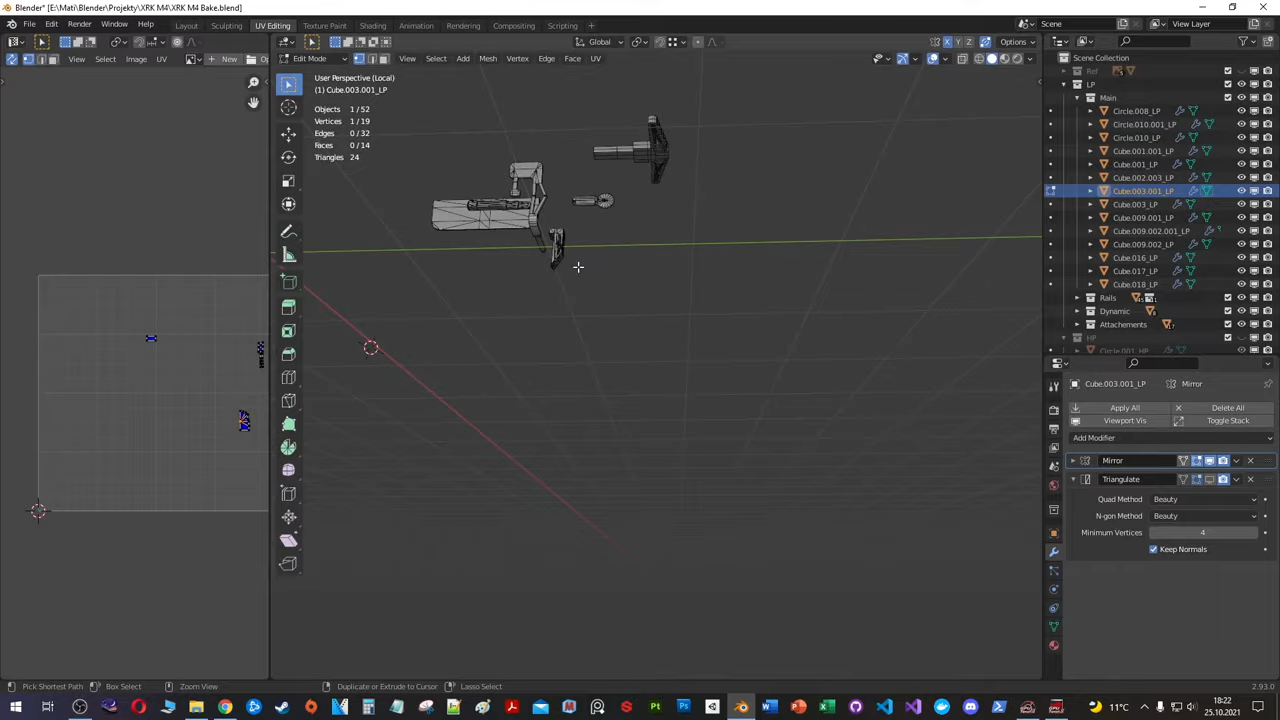 Blender* [E:\Mati\Blender\Projekty\XRK M4\XRK M4 Bake.blend]
File Edit Render Window Help Layout Sculpting UV Editing Texture Paint Shading Animation Rendering Compositing Scripting + Scene View Layer
New Global X Y Z Options
View Select Image UV Edit Mode View Select Add Mesh Vertex Edge Face UV
Scene Collection
User Perspective (Local)
(1) Cube.003.001_LP
Objects 1 / 52
Vertices 1 / 19
Edges 0 / 32
Faces 0 / 14
Triangles 24
Ref
LP
Main
Circle.008_LP
Circle.010.001_LP
Circle.010_LP
Cube.001.001_LP
Cube.001_LP
Cube.002.003_LP
Cube.003.001_LP
Cube.003_LP
Cube.009.001_LP
Cube.009.002.001_LP
Cube.009.002_LP
Cube.016_LP
Cube.017_LP
Cube.018_LP
Rails
Dynamic
Attachements
HP
Circle.001_HP
Cube.003.001_LP Mirror
Apply All Delete All
Viewport Vis Toggle Stack
Add Modifier
Mirror
Triangulate
Quad Method Beauty
N-gon Method Beauty
Minimum Vertices 4
Keep Normals
Pick Shortest Path Box Select Zoom View Duplicate or Extrude to Cursor Lasso Select 2.93.0
11°C 18:22
25.10.2021